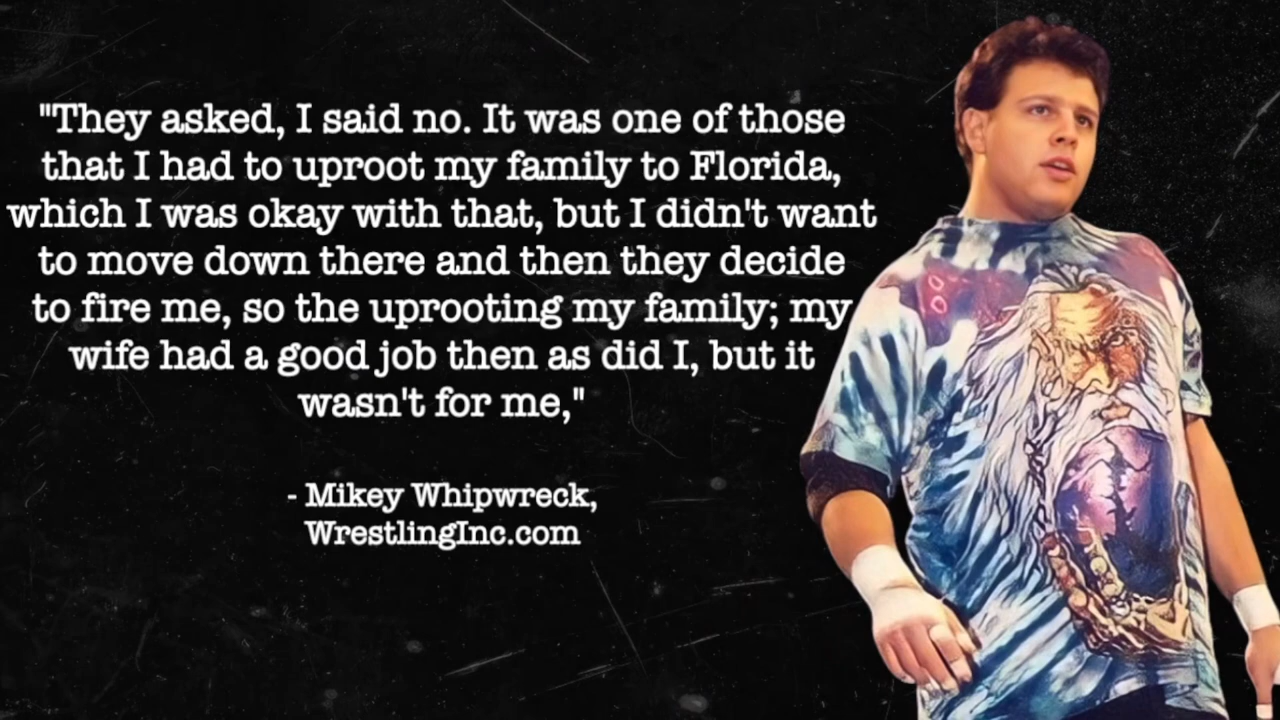 "They asked, I said no. It was one of those
that I had to uproot my family to Florida,
which I was okay with that, but I didn't want
to move down there and then they decide
to fire me, so the uprooting my family; my
wife had a good job then as did I, but it
wasn't for me,"
- Mikey Whipwreck,
WrestlingInc.com